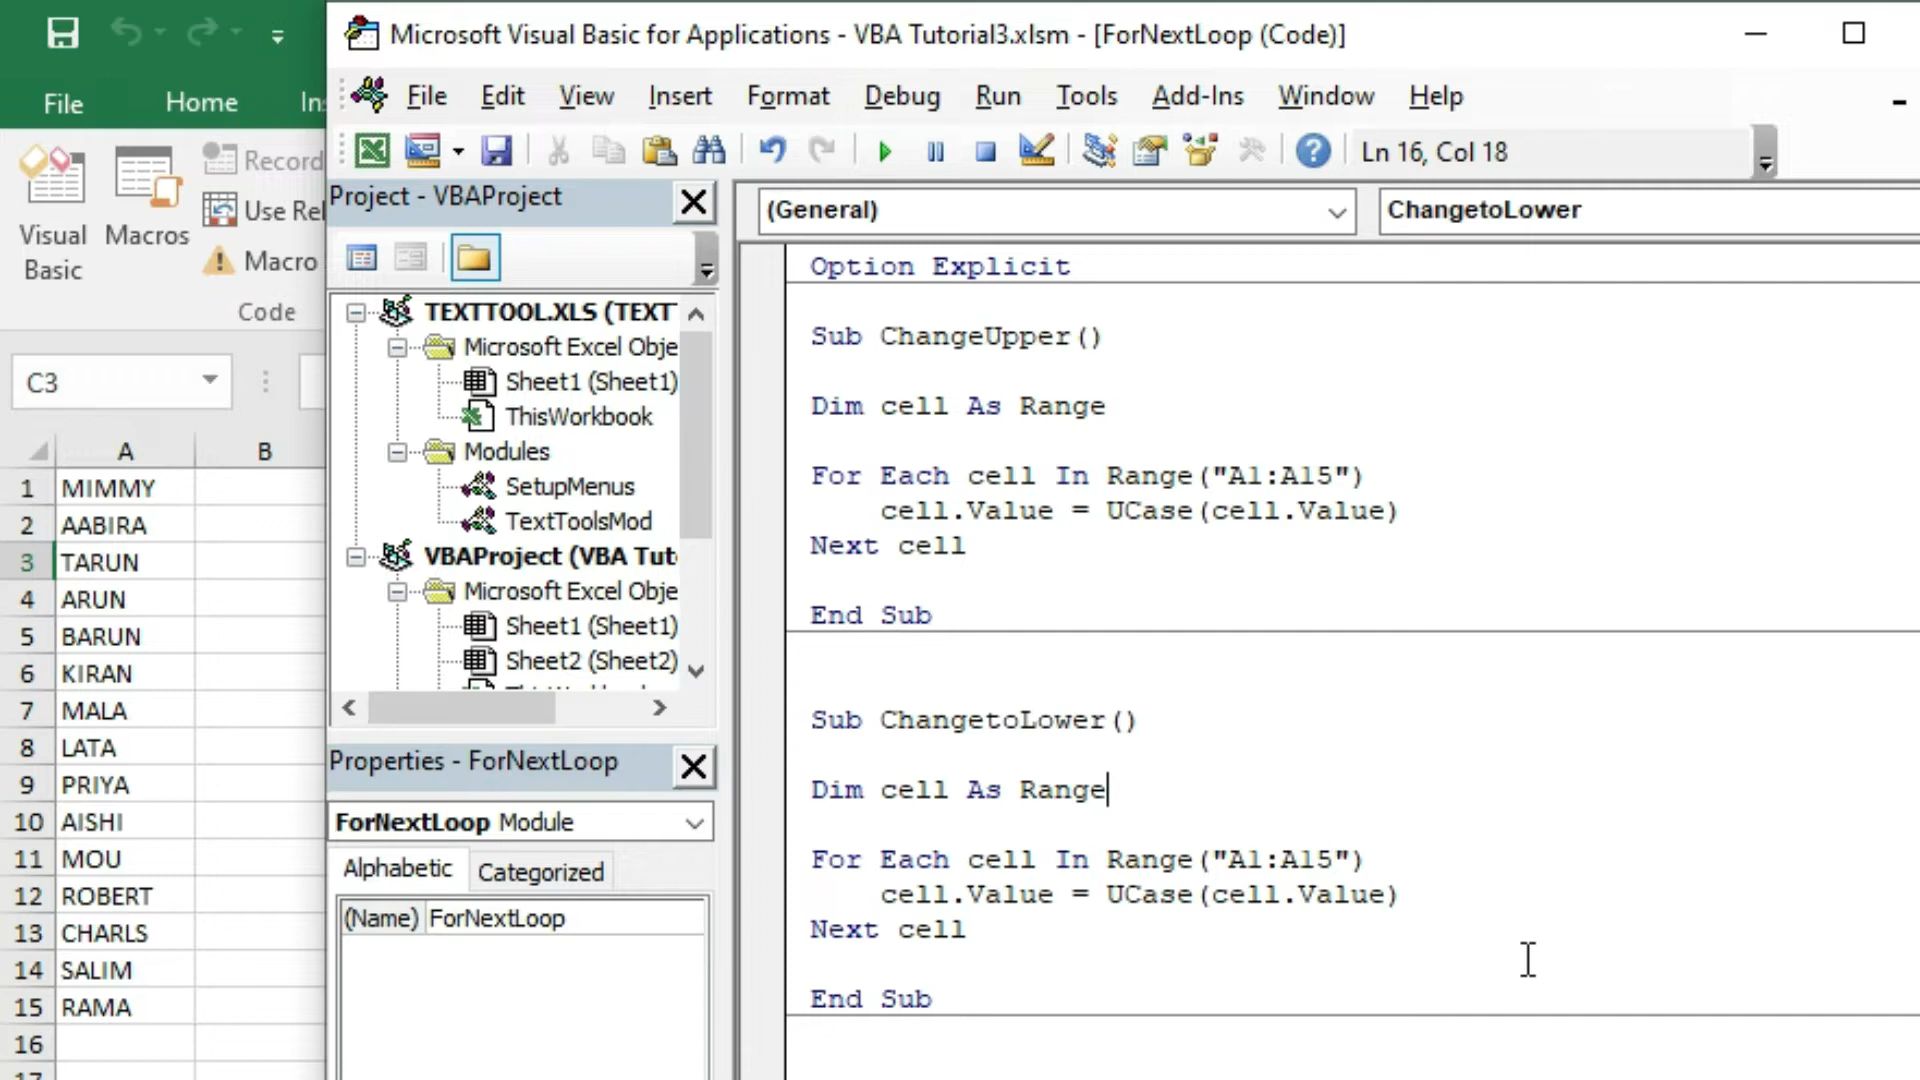 Microsoft Visual Basic for Applications - VBA Tutorial3.xlsm - [ForNextLoop (Code)]
File Home
File Edit View Insert Format Debug Run Tools Add-Ins Window Help
Ln 16, Col 18
Visual Basic
Macros
Record
Use Rel
Macro
Code
C3
A B
1 MIMMY
2 AABIRA
3 TARUN
4 ARUN
5 BARUN
6 KIRAN
7 MALA
8 LATA
9 PRIYA
10 AISHI
11 MOU
12 ROBERT
13 CHARLS
14 SALIM
15 RAMA
16
17
Project - VBAProject
TEXTTOOL.XLS (TEXT
Microsoft Excel Obje
Sheet1 (Sheet1)
ThisWorkbook
Modules
SetupMenus
TextToolsMod
VBAProject (VBA Tut
Microsoft Excel Obje
Sheet1 (Sheet1)
Sheet2 (Sheet2)
Properties - ForNextLoop
ForNextLoop Module
Alphabetic Categorized
(Name) ForNextLoop
(General) ChangetoLower
Option Explicit
Sub ChangeUpper()
Dim cell As Range
For Each cell In Range("A1:A15")
cell.Value = UCase(cell.Value)
Next cell
End Sub
Sub ChangetoLower()
Dim cell As Range
For Each cell In Range("A1:A15")
cell.Value = UCase(cell.Value)
Next cell
End Sub